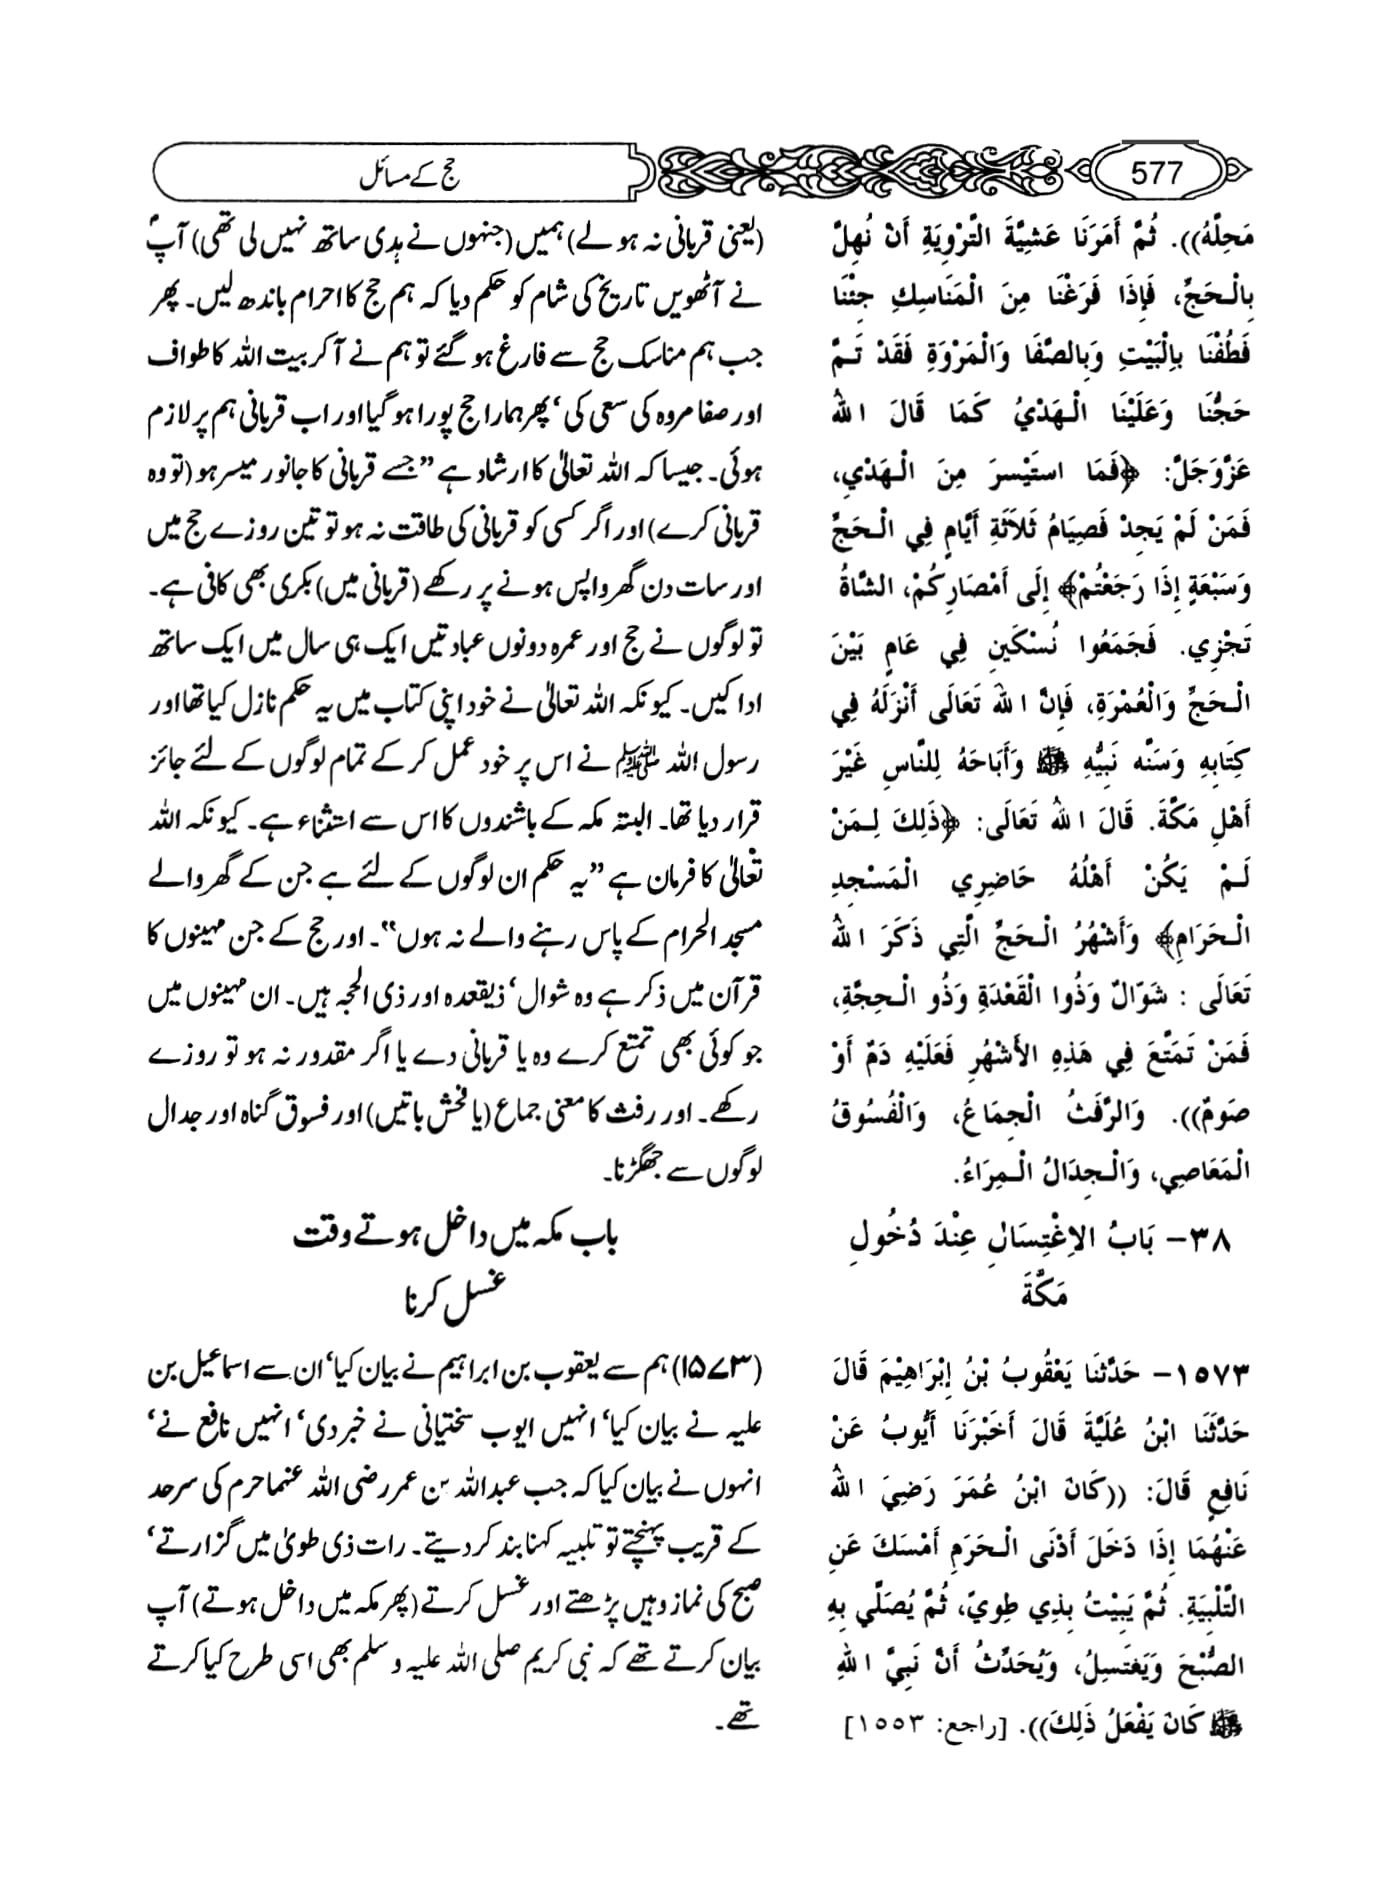 577
حج کے مسائل
مَحِلَّهُ)). ثُمَّ أَمَرَنَا عَشِيَّةَ التَّرْوِيَةِ أَنْ نُهِلَّ
بِالْحَجِّ، فَإِذَا فَرَغْنَا مِنَ الْمَنَاسِكِ جِئْنَا
فَطُفْنَا بِالْبَيْتِ وَبِالصَّفَا وَالْمَرْوَةِ فَقَدْ تَمَّ
حَجُّنَا وَعَلَيْنَا الْهَدْيُ كَمَا قَالَ اللهُ
عَزَّوَجَلَّ: ﴿فَمَا اسْتَيْسَرَ مِنَ الْهَدْيِ،
فَمَنْ لَمْ يَجِدْ فَصِيَامُ ثَلاَثَةِ أَيَّامٍ فِي الْحَجِّ
وَسَبْعَةٍ إِذَا رَجَعْتُمْ﴾ إِلَى أَمْصَارِكُمْ، الشَّاةُ
تَجْزِي. فَجَمَعُوا نُسْكَينِ فِي عَامٍ بَيْنَ
الْحَجِّ وَالْعُمْرَةِ، فَإِنَّ اللهَ تَعَالَى أَنْزَلَهُ فِي
كِتَابِهِ وَسَنَّه نَبِيُّهِ ﷺ وَأَبَاحَهُ لِلنَّاسِ غَيْرَ
أَهْلِ مَكَّةَ. قَالَ اللهُ تَعَالَى: ﴿ذَلِكَ لِمَنْ
لَمْ يَكُنْ أَهْلُهُ حَاضِرِي الْمَسْجِدِ
الْحَرَامِ﴾ وَأَشْهُرُ الْحَجِّ الَّتِي ذَكَرَ اللهُ
تَعَالَى : شَوَّالٌ وَذُوا الْقَعْدَةِ وَذُو الْحِجَّةِ،
فَمَنْ تَمَتَّعَ فِي هَذِهِ الأَشْهُرِ فَعَلَيْهِ دَمٌ أَوْ
صَومٌ)). وَالرَّفَثُ الْجِمَاعُ، وَالْفُسُوقُ
الْمَعَاصِي، وَالْجِدَالُ الْمِرَاءُ.
٣٨- بَابُ الاِغْتِسَالِ عِنْدَ دُخُولِ
مَكَّةَ
١٥٧٣- حَدَّثَنَا يَعْقُوبُ بْنُ إِبْرَاهِيْمَ قَالَ
حَدَّثَنَا ابْنُ عُلَيَّةَ قَالَ أَخْبَرَنَا أَيُّوبُ عَنْ
نَافِعٍ قَالَ: ((كَانَ ابْنُ عُمَرَ رَضِيَ اللهُ
عَنْهُمَا إِذَا دَخَلَ أَدْنَى الْحَرَمِ أَمْسَكَ عَنِ
التَّلْبِيَةِ. ثُمَّ يَبِيْتُ بِذِي طِوىً، ثُمَّ يُصَلِّي بِهِ
الصُّبْحَ وَيَغْتَسِلُ، وَيُحَدِّثُ أَنَّ نَبِيَّ اللهِ
ﷺ كَانَ يَفْعَلُ ذَلِكَ)). [راجع: ١٥٥٣]
(یعنی قربانی نہ ہو لے) ہمیں (جنہوں نے ہدی ساتھ نہیں لی تھی) آپؐ
نے آٹھویں تاریخ کی شام کو حکم دیا کہ ہم حج کا احرام باندھ لیں۔ پھر
جب ہم مناسک حج سے فارغ ہو گئے تو ہم نے آ کر بیت اللہ کا طواف
اور صفا مروہ کی سعی کی‘ پھر ہمارا حج پورا ہو گیا اور اب قربانی ہم پر لازم
ہوئی۔ جیسا کہ اللہ تعالیٰ کا ارشاد ہے ”جسے قربانی کا جانور میسر ہو (تو وہ
قربانی کرے) اور اگر کسی کو قربانی کی طاقت نہ ہو تو تین روزے حج میں
اور سات دن گھر واپس ہونے پر رکھے (قربانی میں) بکری بھی کافی ہے۔
تو لوگوں نے حج اور عمرہ دونوں عبادتیں ایک ہی سال میں ایک ساتھ
ادا کیں۔ کیونکہ اللہ تعالیٰ نے خود اپنی کتاب میں یہ حکم نازل کیا تھا اور
رسول اللہ ﷺ نے اس پر خود عمل کر کے تمام لوگوں کے لئے جائز
قرار دیا تھا۔ البتہ مکہ کے باشندوں کا اس سے استثناء ہے۔ کیونکہ اللہ
تعالیٰ کا فرمان ہے ”یہ حکم ان لوگوں کے لئے ہے جن کے گھر والے
مسجد الحرام کے پاس رہنے والے نہ ہوں“۔ اور حج کے جن مہینوں کا
قرآن میں ذکر ہے وہ شوال‘ ذیقعدہ اور ذی الحجہ ہیں۔ ان مہینوں میں
جو کوئی بھی تمتع کرے وہ یا قربانی دے یا اگر مقدور نہ ہو تو روزے
رکھے۔ اور رفث کا معنی جماع (یا فحش باتیں) اور فسوق گناہ اور جدال
لوگوں سے جھگڑنا۔
باب مکہ میں داخل ہوتے وقت
غسل کرنا
(۱۵۷۳) ہم سے یعقوب بن ابراہیم نے بیان کیا‘ ان سے اسماعیل بن
علیہ نے بیان کیا‘ انہیں ایوب سختیانی نے خبر دی‘ انہیں نافع نے‘
انہوں نے بیان کیا کہ جب عبداللہ بن عمر رضی اللہ عنما حرم کی سرحد
کے قریب پہنچتے تو تلبیہ کہنا بند کر دیتے۔ رات ذی طویٰ میں گزارتے‘
صبح کی نماز وہیں پڑھتے اور غسل کرتے (پھر مکہ میں داخل ہوتے) آپ
بیان کرتے تھے کہ نبی کریم صلی اللہ علیہ و سلم بھی اسی طرح کیا کرتے
تھے۔